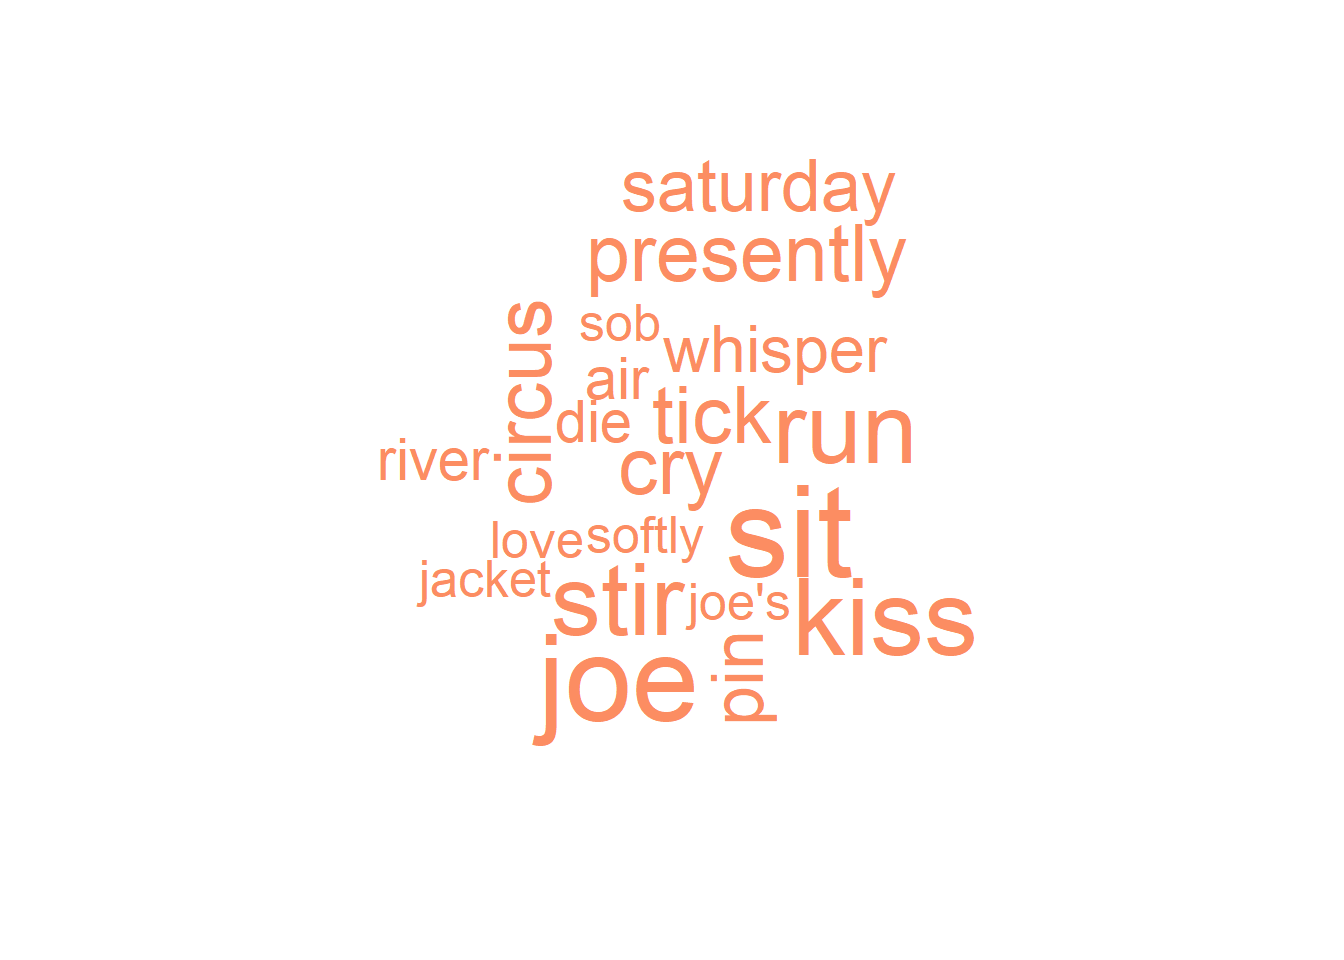 saturday
presently
circus
sob
whisper
air
tick
run
die
river
cry
sit
love
softly
jacket
stir
joe's
kiss
joe
pin